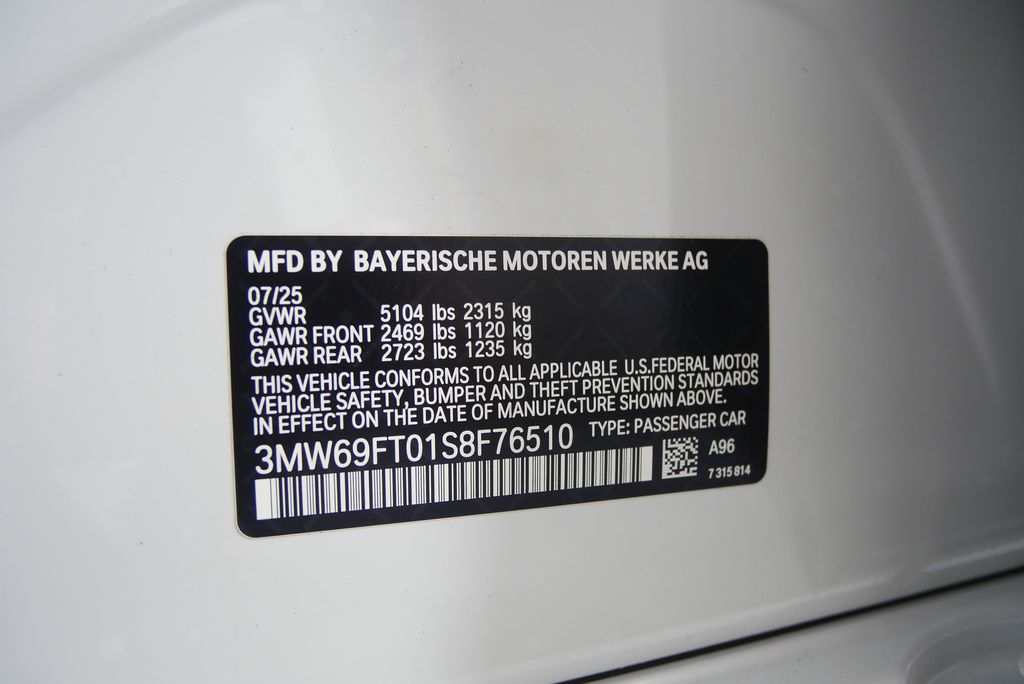 MFD BY BAYERISCHE MOTOREN WERKE AG
07/25
GVWR 5104 lbs 2315 kg
GAWR FRONT 2469 lbs 1120 kg
GAWR REAR 2723 lbs 1235 kg
THIS VEHICLE CONFORMS TO ALL APPLICABLE U.S.FEDERAL MOTOR
VEHICLE SAFETY, BUMPER AND THEFT PREVENTION STANDARDS
IN EFFECT ON THE DATE OF MANUFACTURE SHOWN ABOVE.
3MW69FT01S8F76510 TYPE: PASSENGER CAR
A96
7 315 814